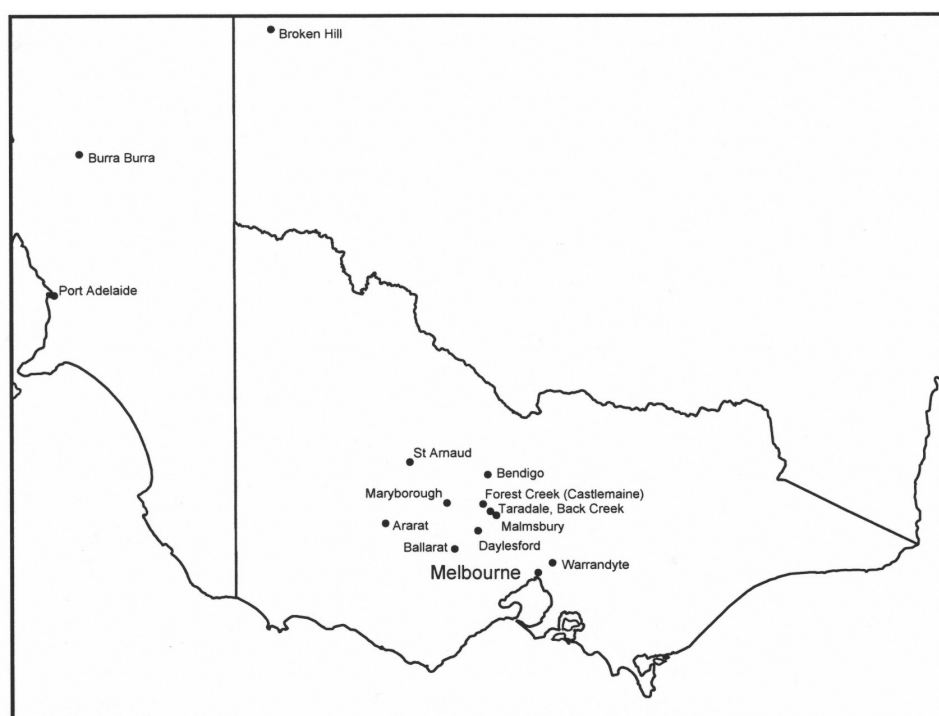 Broken Hill
Burra Burra
Port Adelaide
St Arnaud
Bendigo
Maryborough
Forest Creek (Castlemaine)
Taradale, Back Creek
Ararat
Malmsbury
Ballarat
Daylesford
Melbourne
Warrandyte